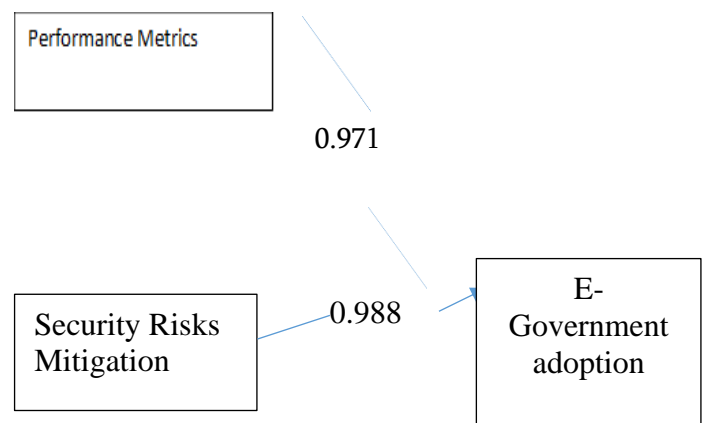 Performance Metrics
0.971
Security Risks
Mitigation
0.988
E-
Government
adoption